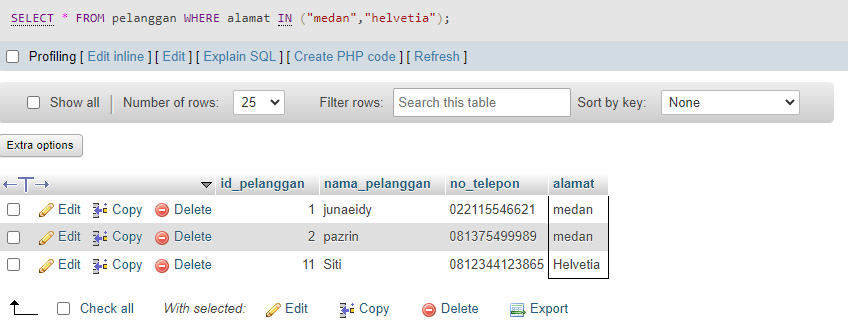 SELECT * FROM pelanggan WHERE alamat IN ("medan","helvetia");
Profiling [ Edit inline ] [ Edit ] [ Explain SQL ] [ Create PHP code ] [ Refresh ]
Show all Number of rows: 25 Filter rows: Search this table Sort by key: None
Extra options
id_pelanggan nama_pelanggan no_telepon alamat
Edit Copy Delete 1 junaeidy 022115546621 medan
Edit Copy Delete 2 pazrin 081375499989 medan
Edit Copy Delete 11 Siti 0812344123865 Helvetia
Check all With selected: Edit Copy Delete Export